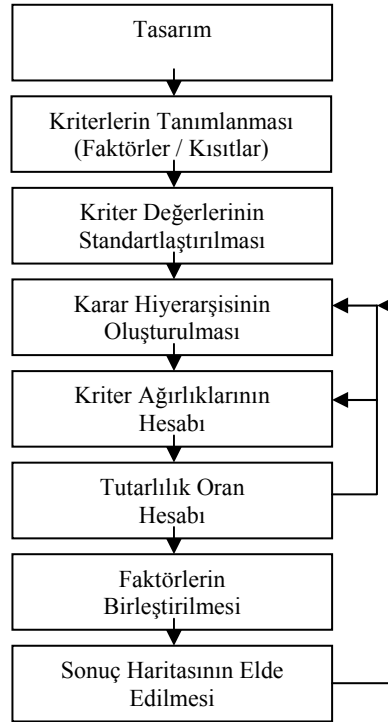 Tasarım
Kriterlerin Tanımlanması
(Faktörler / Kısıtlar)
Kriter Değerlerinin
Standartlaştırılması
Karar Hiyerarşisinin
Oluşturulması
Kriter Ağırlıklarının
Hesabı
Tutarlılık Oran
Hesabı
Faktörlerin
Birleştirilmesi
Sonuç Haritasının Elde
Edilmesi